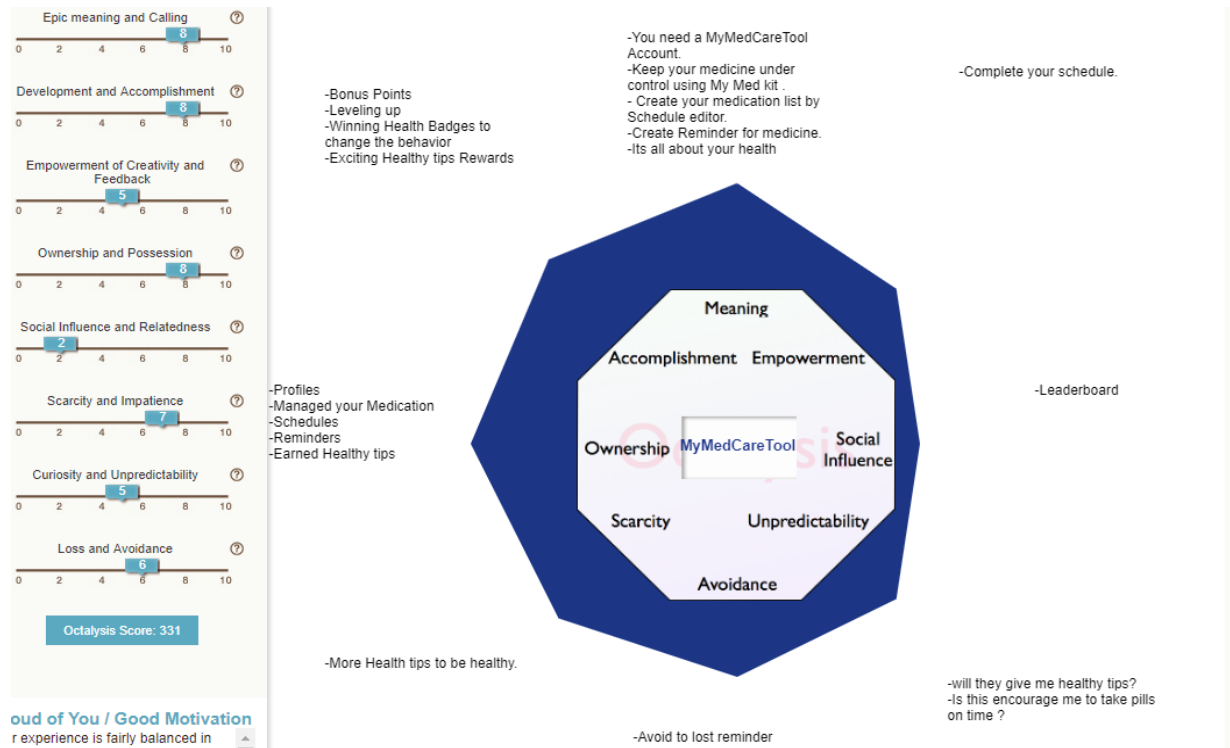 Epic meaning and Calling ?
8
0 2 4 6 8 10
Development and Accomplishment ?
8
0 2 4 6 8 10
Empowerment of Creativity and
Feedback ?
5
0 2 4 6 8 10
Ownership and Possession ?
8
0 2 4 6 8 10
Social Influence and Relatedness ?
2
0 2 4 6 8 10
Scarcity and Impatience ?
7
0 2 4 6 8 10
Curiosity and Unpredictability ?
5
0 2 4 6 8 10
Loss and Avoidance ?
6
0 2 4 6 8 10
Octalysis Score: 331
oud of You / Good Motivation
r experience is fairly balanced in
-Bonus Points
-Leveling up
-Winning Health Badges to
change the behavior
-Exciting Healthy tips Rewards
-You need a MyMedCareTool
Account.
-Keep your medicine under
control using My Med kit .
- Create your medication list by
Schedule editor.
-Create Reminder for medicine.
-Its all about your health
-Complete your schedule.
-Profiles
-Managed your Medication
-Schedules
-Reminders
-Earned Healthy tips
Meaning
Accomplishment Empowerment
Ownership
MyMedCareTool
Social
Influence
Scarcity
Unpredictability
Avoidance
-Leaderboard
-More Health tips to be healthy.
-will they give me healthy tips?
-Is this encourage me to take pills
on time ?
-Avoid to lost reminder